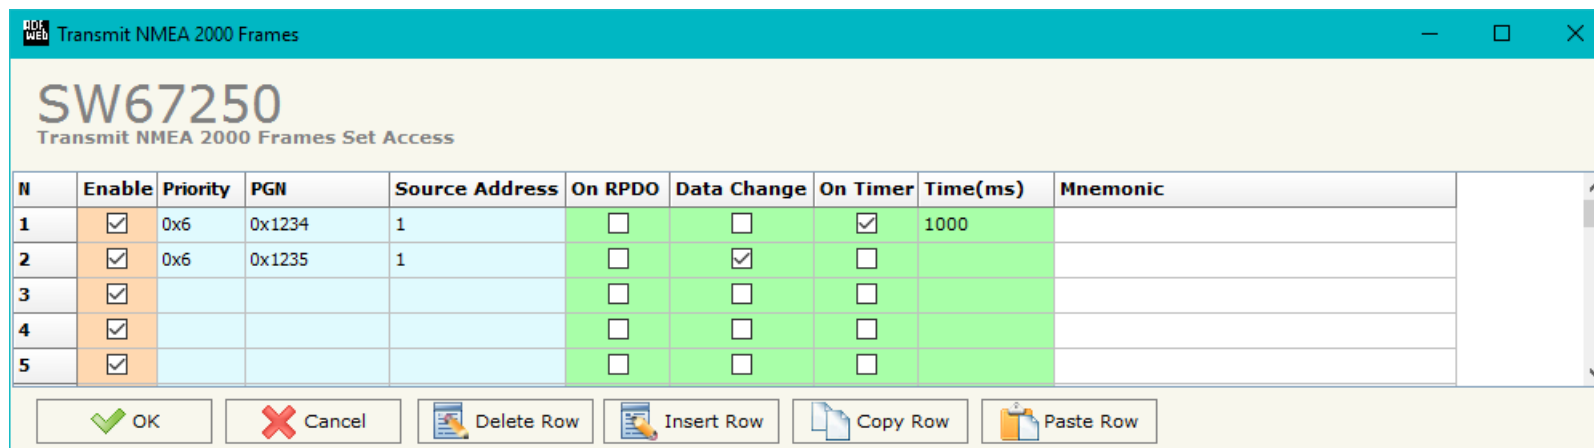 ADF WEB Transmit NMEA 2000 Frames
SW67250
Transmit NMEA 2000 Frames Set Access
N Enable Priority PGN Source Address On RPDO Data Change On Timer Time(ms) Mnemonic
1 0x6 0x1234 1 1000
2 0x6 0x1235 1
3
4
5
OK Cancel Delete Row Insert Row Copy Row Paste Row